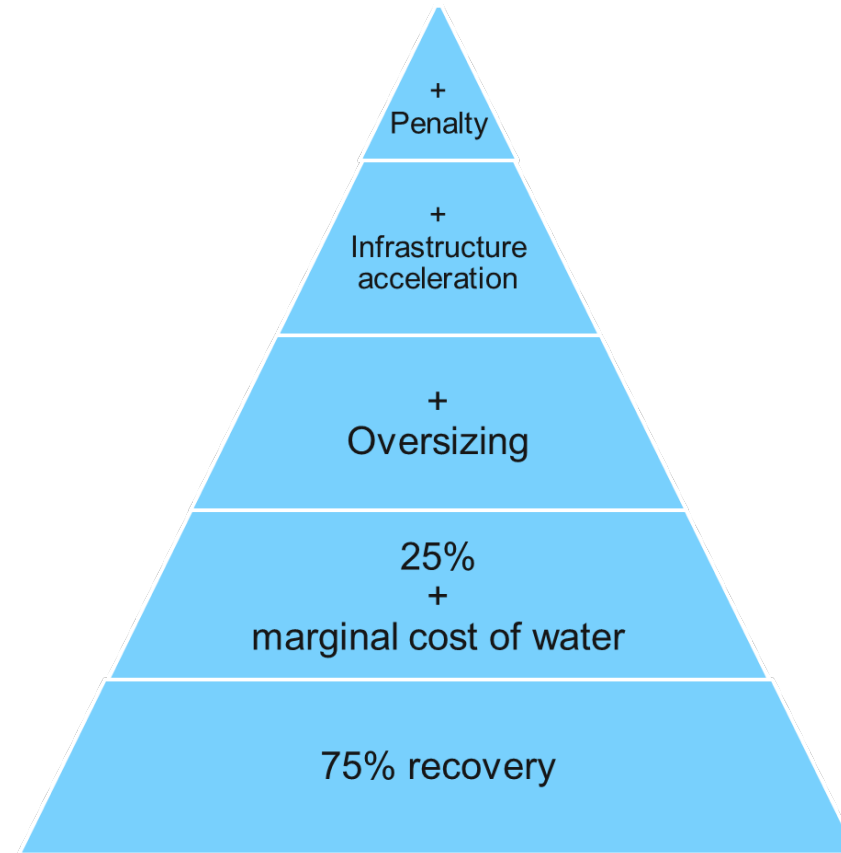 +
Penalty
+
Infrastructure
acceleration
+
Oversizing
25%
+
marginal cost of water
75% recovery